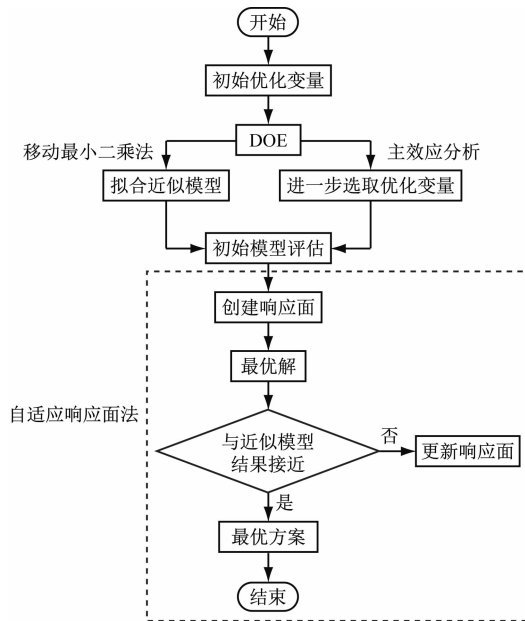 开始
初始优化变量
DOE
移动最小二乘法
主效应分析
拟合近似模型
进一步选取优化变量
初始模型评估
创建响应面
最优解
自适应响应面法
与近似模型
结果接近
否
更新响应面
是
最优方案
结束